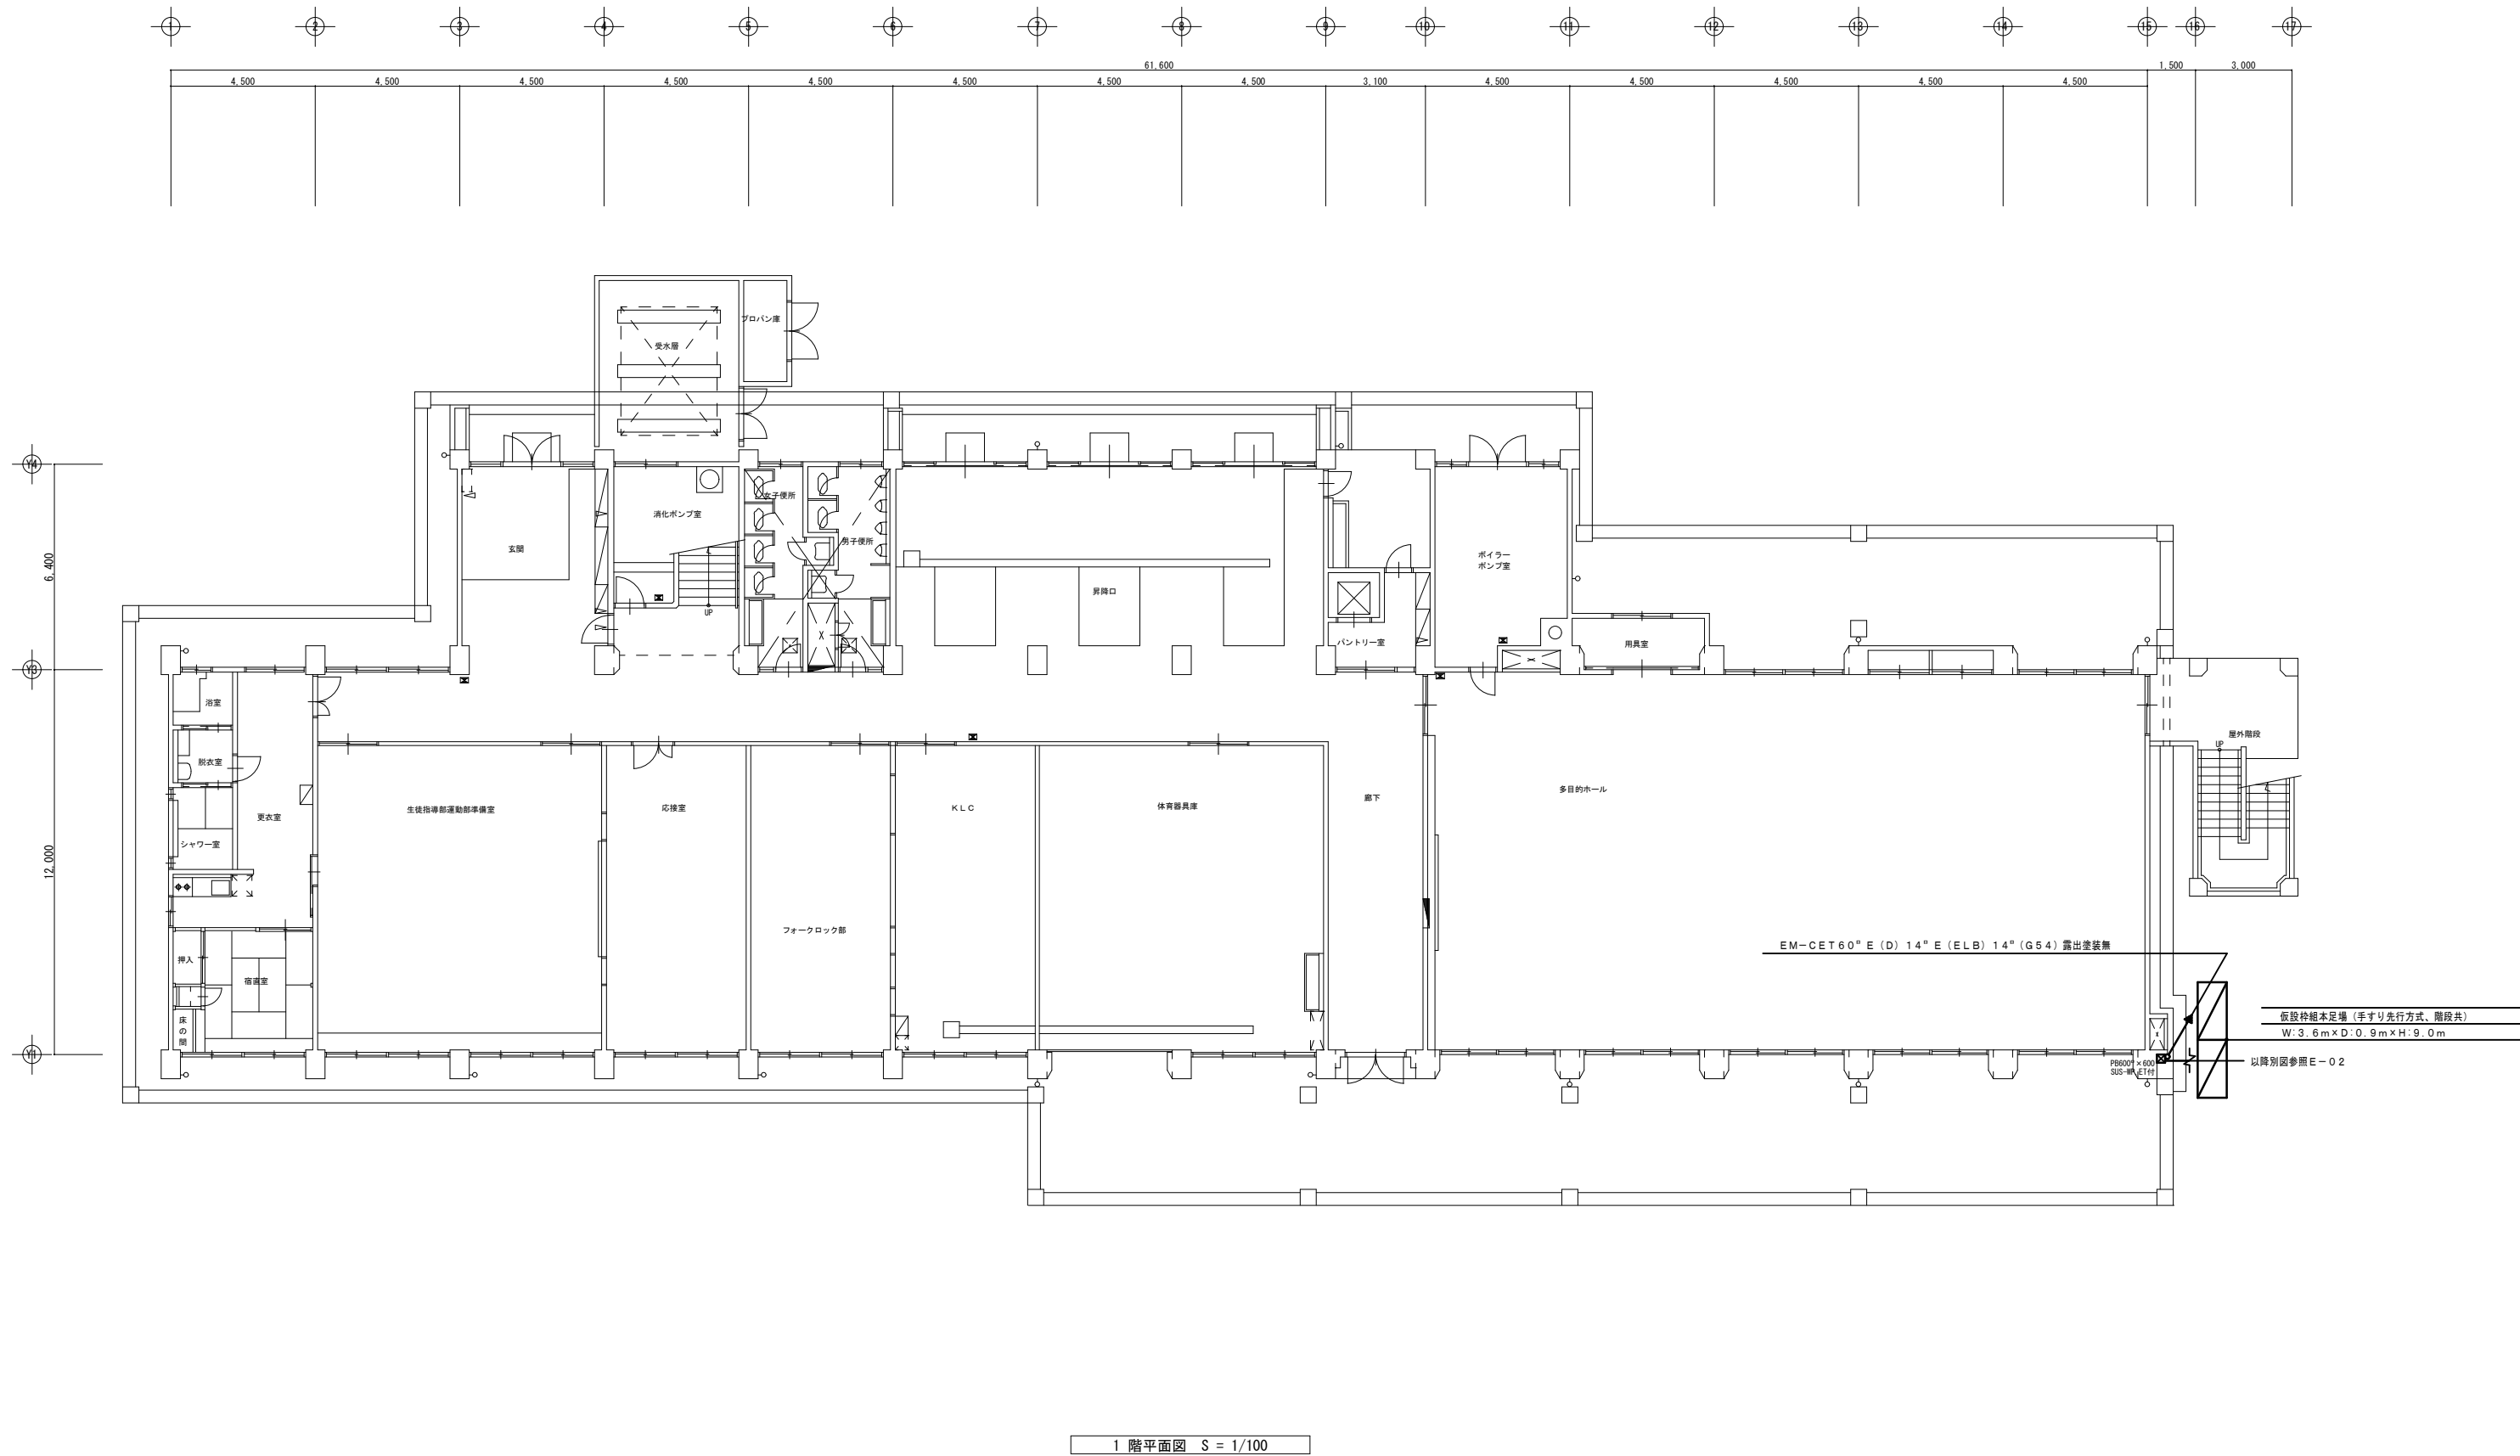 1 2 3 4 5 6 7 8 9 10 11 12 13 14 15 16 17
61,600
4,500 4,500 4,500 4,500 4,500 4,500 4,500 4,500 3,100 4,500 4,500 4,500 4,500 4,500 1,500 3,000
プロパン庫
受水層
Y4
女子便所
消化ポンプ室
男子便所
玄関
ボイラー
ポンプ室
6,400
昇降口
UP
パントリー室
用具室
Y3
浴室
屋外階段
UP
脱衣室
多目的ホール
廊下
生徒指導部運動部準備室
応接室
KLC
体育器具庫
更衣室
シャワー室
12,000
フォークロック部
EM-CET60°E(D)14°E(ELB)14°(G54)露出塗装無
押入
宿直室
仮設枠組本足場(手すり先行方式、階段共)
床の間
W:3.6m×D:0.9m×H:9.0m
Y1
PB600°×600
SUS-WP,ET付
以降別図参照E-02
1 階平面図 S = 1/100